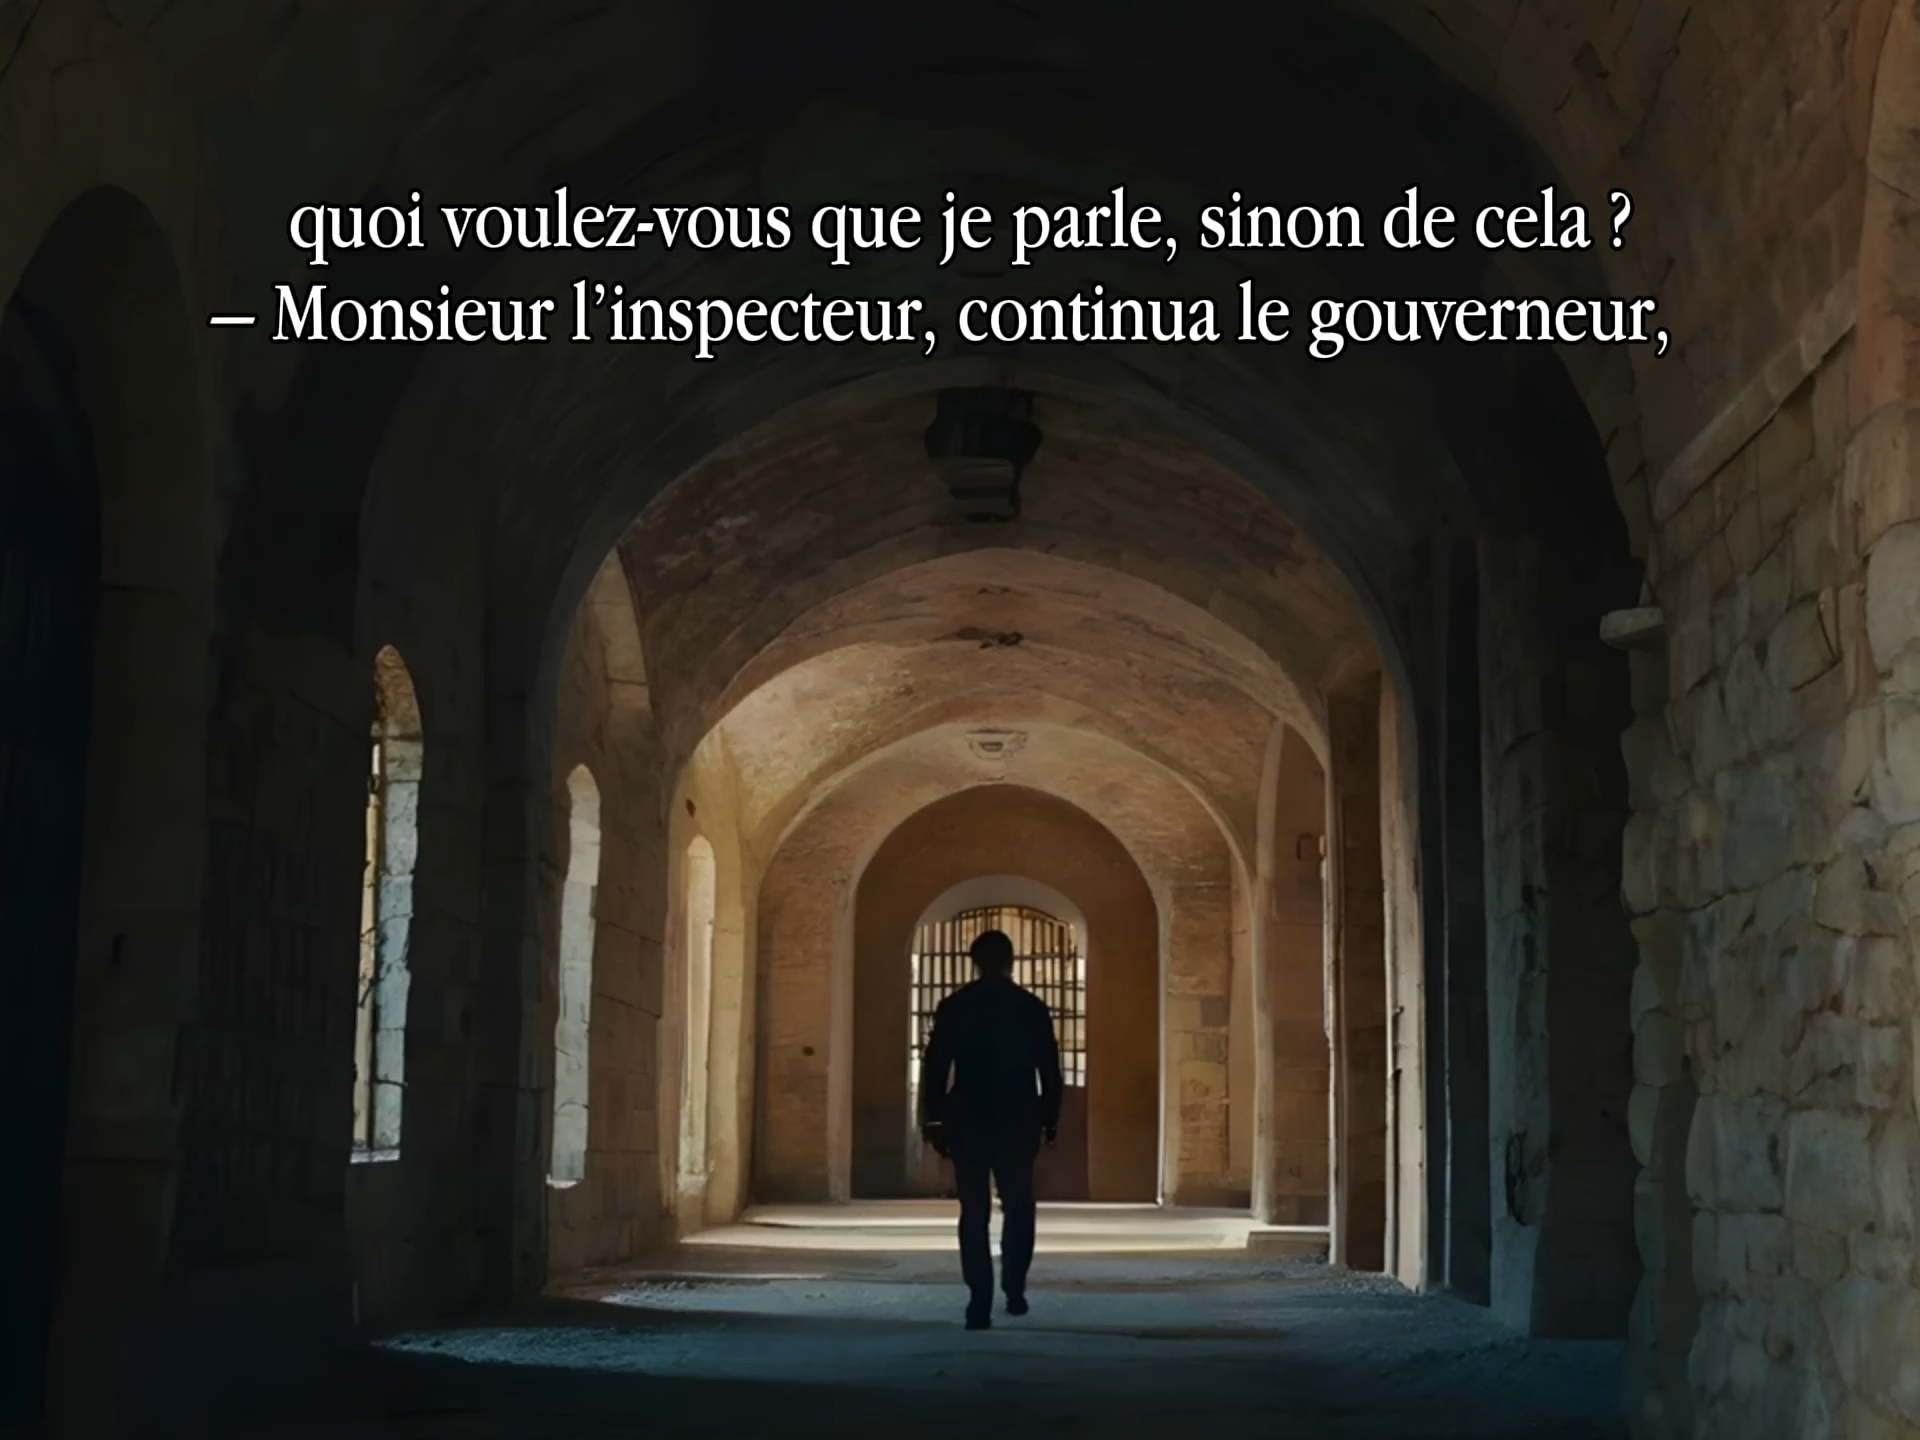 quoi voulez-vous que je parle, sinon de cela ?
– Monsieur l’inspecteur, continua le gouverneur,